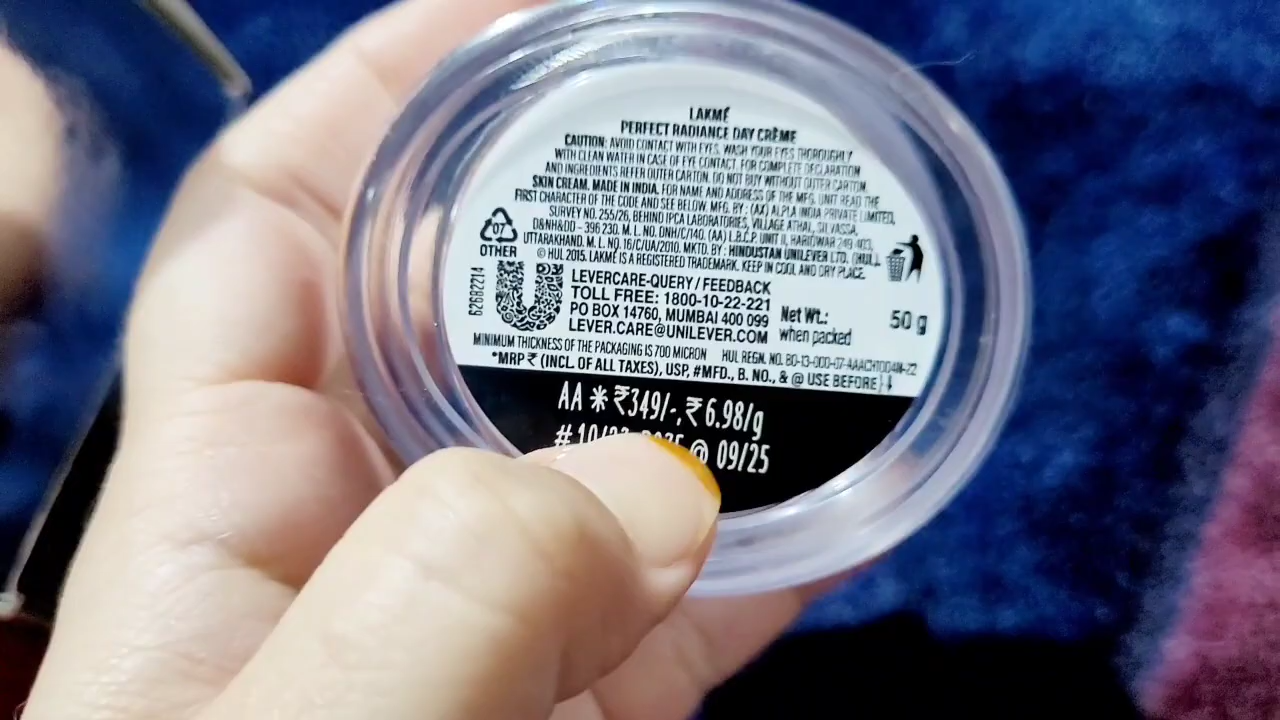 LAKMÉ
PERFECT RADIANCE DAY CRÈME
CAUTION: AVOID CONTACT WITH EYES. WASH YOUR EYES THOROUGHLY
WITH CLEAN WATER IN CASE OF EYE CONTACT. FOR COMPLETE DECLARATION
AND INGREDIENTS REFER OUTER CARTON. DO NOT BUY WITHOUT OUTER CARTON.
SKIN CREAM. MADE IN INDIA. FOR NAME AND ADDRESS OF THE MFG. UNIT READ THE
FIRST CHARACTER OF THE CODE AND SEE BELOW. MFG. BY : (AX) ALPLA INDIA PRIVATE LIMITED,
SURVEY NO. 255/26, BEHIND IPCA LABORATORIES, VILLAGE ATHAL, SILVASSA,
D&NH&DD - 396 230. M. L. NO. DNH/C/140. (AA) L.B.C.P. UNIT II, HARIDWAR 249 403,
UTTARAKHAND. M. L. NO. 16/C/UA/2010. MKTD. BY : HINDUSTAN UNILEVER LTD. (HUL).
© HUL 2015. LAKMÉ IS A REGISTERED TRADEMARK. KEEP IN COOL AND DRY PLACE.
07
OTHER
62682214
LEVERCARE-QUERY / FEEDBACK
TOLL FREE: 1800-10-22-221
PO BOX 14760, MUMBAI 400 099
LEVER.CARE@UNILEVER.COM
Net Wt.: 50 g
when packed
MINIMUM THICKNESS OF THE PACKAGING IS 700 MICRON HUL REGN. NO.
*MRP ₹ (INCL. OF ALL TAXES), USP, #MFD., B. NO., & @ USE BEFORE
AA * ₹349/-, ₹6.98/g
# 10/ @ 09/25